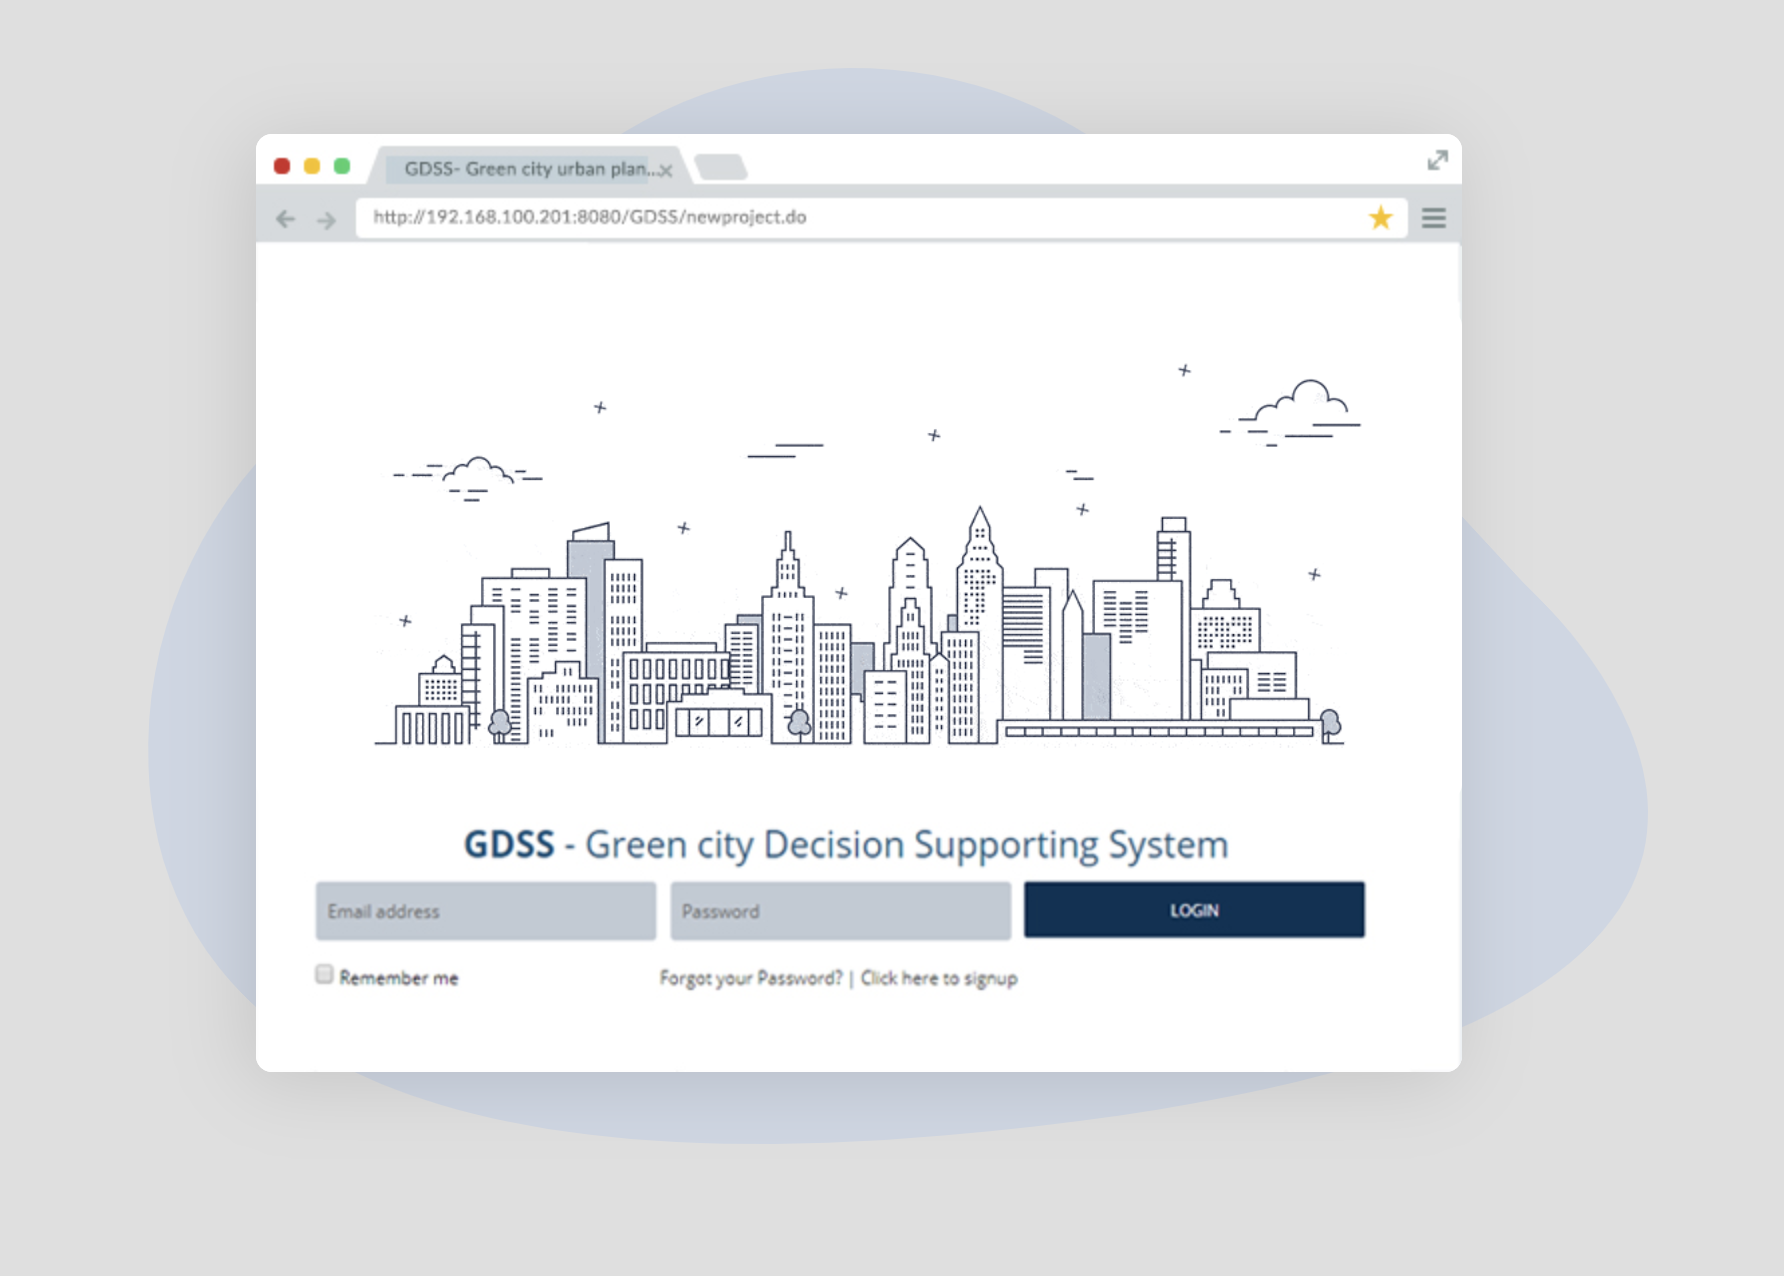 GDSS- Green city urban plan...
http://192.168.100.201:8080/GDSS/newproject.do
GDSS - Green city Decision Supporting System
Email address
Password
LOGIN
Remember me
Forgot your Password? | Click here to signup